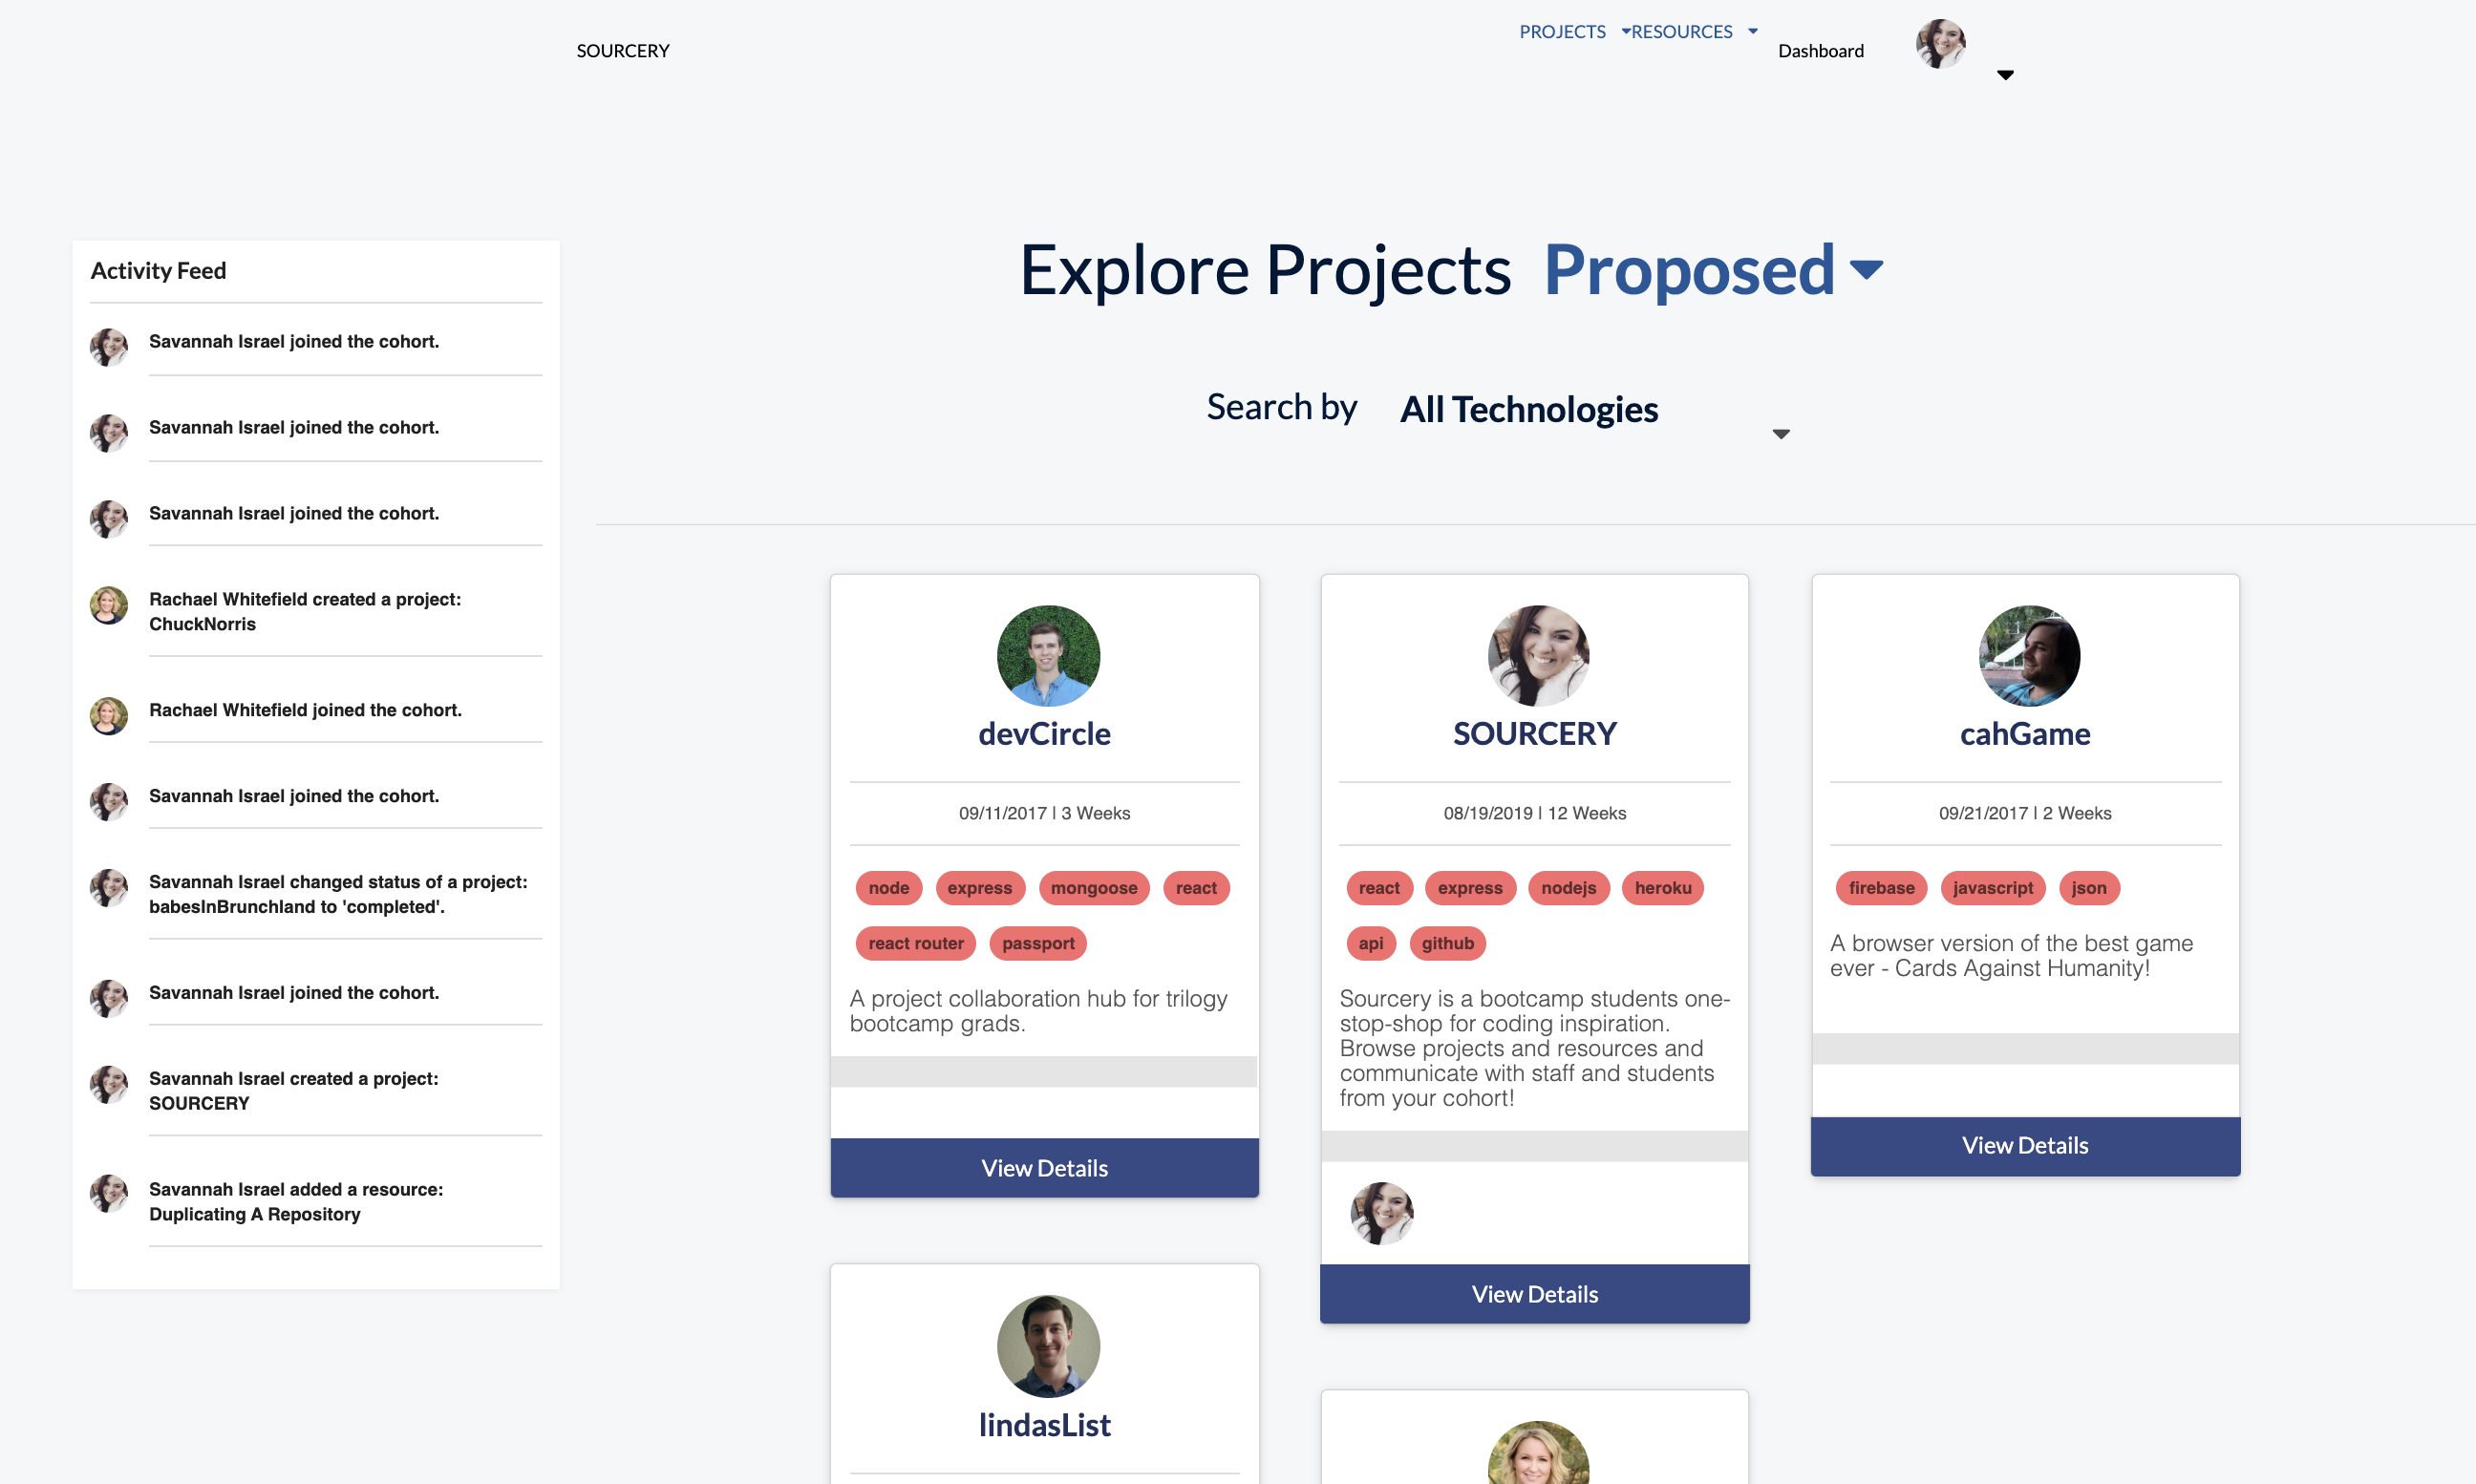 SOURCERY
PROJECTS RESOURCES
Dashboard
Activity Feed
Savannah Israel joined the cohort.
Savannah Israel joined the cohort.
Savannah Israel joined the cohort.
Rachael Whitefield created a project:
ChuckNorris
Rachael Whitefield joined the cohort.
Savannah Israel joined the cohort.
Savannah Israel changed status of a project:
babesInBrunchland to 'completed'.
Savannah Israel joined the cohort.
Savannah Israel created a project:
SOURCERY
Savannah Israel added a resource:
Duplicating A Repository
Explore Projects Proposed
Search by All Technologies
devCircle
09/11/2017 | 3 Weeks
node express mongoose react
react router passport
A project collaboration hub for trilogy
bootcamp grads.
View Details
SOURCERY
08/19/2019 | 12 Weeks
react express nodejs heroku
api github
Sourcery is a bootcamp students one-
stop-shop for coding inspiration.
Browse projects and resources and
communicate with staff and students
from your cohort!
View Details
cahGame
09/21/2017 | 2 Weeks
firebase javascript json
A browser version of the best game
ever - Cards Against Humanity!
View Details
lindasList